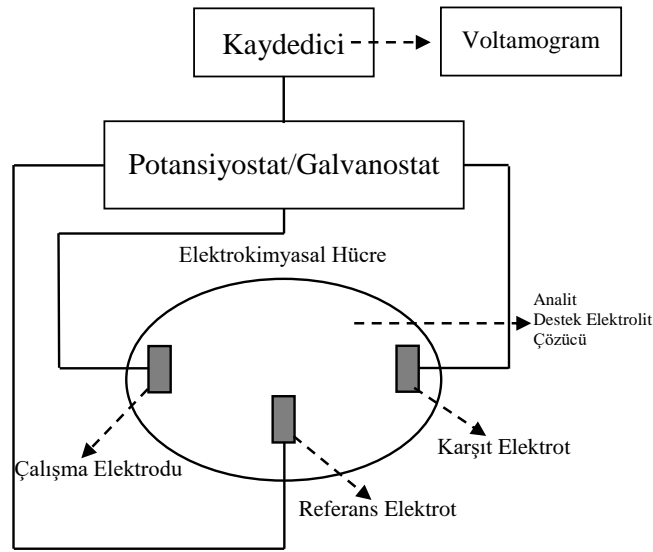 Kaydedici
Voltamogram
Potansiyostat/Galvanostat
Elektrokimyasal Hücre
Analit
Destek Elektrolit
Çözücü
Karşıt Elektrot
Çalışma Elektrodu
Referans Elektrot